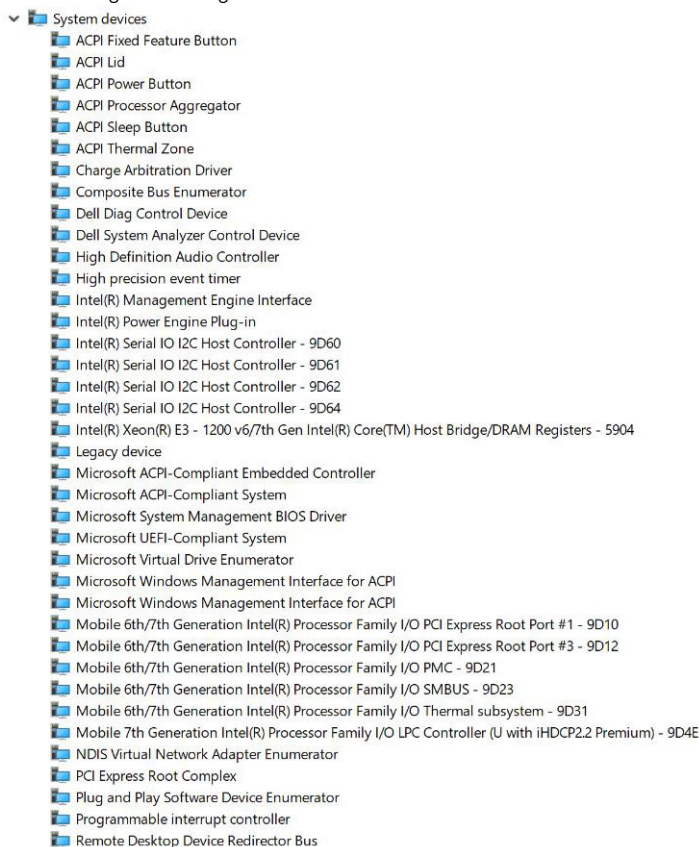 System devices
ACPI Fixed Feature Button
ACPI Lid
ACPI Power Button
ACPI Processor Aggregator
ACPI Sleep Button
ACPI Thermal Zone
Charge Arbitration Driver
Composite Bus Enumerator
Dell Diag Control Device
Dell System Analyzer Control Device
High Definition Audio Controller
High precision event timer
Intel(R) Management Engine Interface
Intel(R) Power Engine Plug-in
Intel(R) Serial IO I2C Host Controller - 9D60
Intel(R) Serial IO I2C Host Controller - 9D61
Intel(R) Serial IO I2C Host Controller - 9D62
Intel(R) Serial IO I2C Host Controller - 9D64
Intel(R) Xeon(R) E3 - 1200 v6/7th Gen Intel(R) Core(TM) Host Bridge/DRAM Registers - 5904
Legacy device
Microsoft ACPI-Compliant Embedded Controller
Microsoft ACPI-Compliant System
Microsoft System Management BIOS Driver
Microsoft UEFI-Compliant System
Microsoft Virtual Drive Enumerator
Microsoft Windows Management Interface for ACPI
Microsoft Windows Management Interface for ACPI
Mobile 6th/7th Generation Intel(R) Processor Family I/O PCI Express Root Port #1 - 9D10
Mobile 6th/7th Generation Intel(R) Processor Family I/O PCI Express Root Port #3 - 9D12
Mobile 6th/7th Generation Intel(R) Processor Family I/O PMC - 9D21
Mobile 6th/7th Generation Intel(R) Processor Family I/O SMBUS - 9D23
Mobile 6th/7th Generation Intel(R) Processor Family I/O Thermal subsystem - 9D31
Mobile 7th Generation Intel(R) Processor Family I/O LPC Controller (U with iHDCP2.2 Premium) - 9D4E
NDIS Virtual Network Adapter Enumerator
PCI Express Root Complex
Plug and Play Software Device Enumerator
Programmable interrupt controller
Remote Desktop Device Redirector Bus